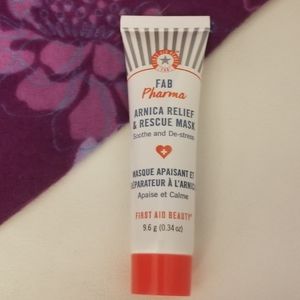 FAB
Pharma
ARNICA RELIEF
& RESCUE MASK
Soothe and De-stress
MASQUE APAISANT ET
RÉPARATEUR À L'ARNICA
Apaise et Calme
FIRST AID BEAUTY
9.6 g (0.34 oz)